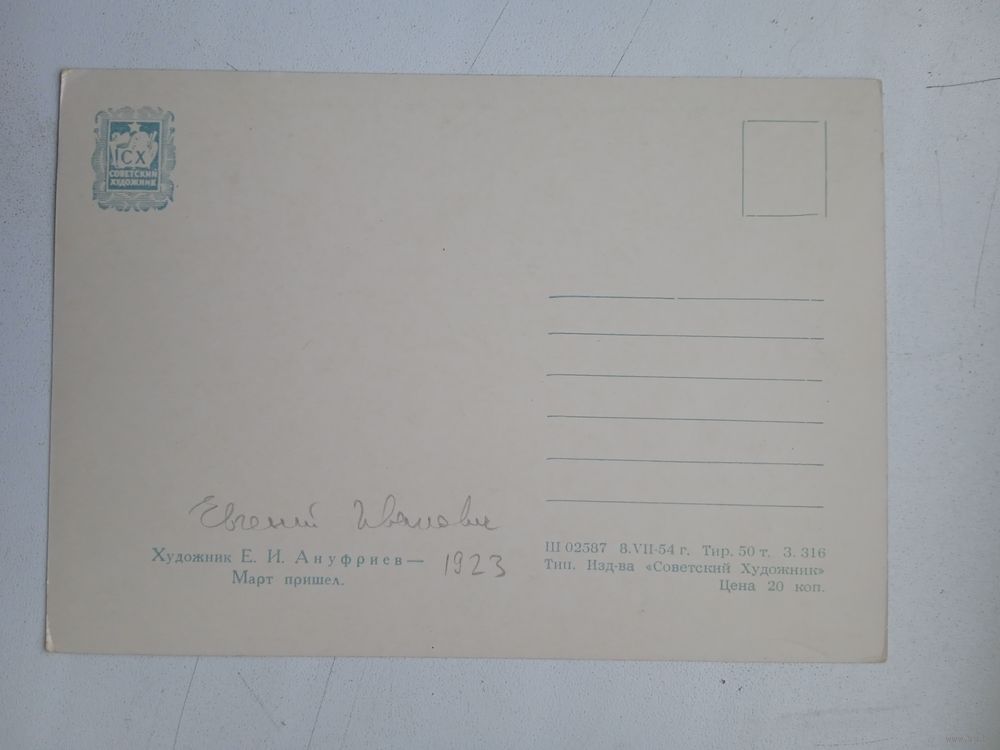 СХ
СОВЕТСКИЙ
ХУДОЖНИК
Евгений Иванович
Художник Е. И. Ануфриев —
Март пришел.
1923
Ш 02587 8.VII-54 г. Тир. 50 т. З. 316
Тип. Изд-ва «Советский Художник»
Цена 20 коп.